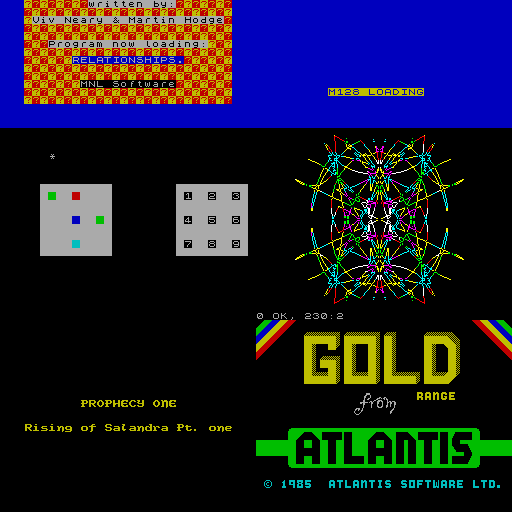 written by:
Viv Neary & Martin Hodge
Program now loading:
RELATIONSHIPS.
MNL Software
M128 LOADING
*
1 2 3
4 5 6
7 8 9
0 OK, 230:2
PROPHECY ONE
Rising of Salandra Pt. one
GOLD
from RANGE
ATLANTIS
© 1985 ATLANTIS SOFTWARE LTD.